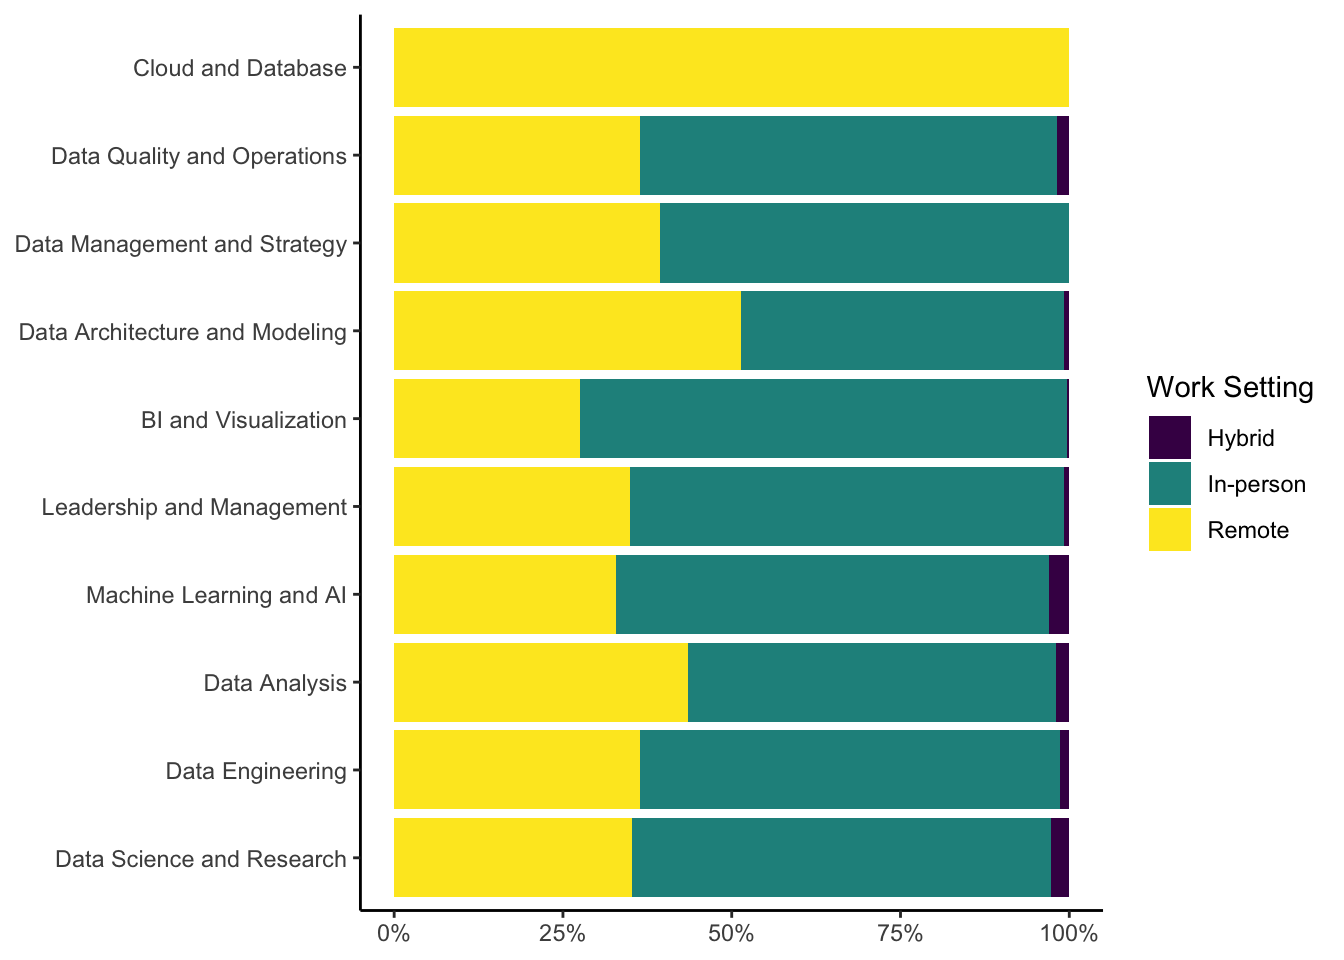 Cloud and Database
Data Quality and Operations
Data Management and Strategy
Data Architecture and Modeling
BI and Visualization
Leadership and Management
Machine Learning and AI
Data Analysis
Data Engineering
Data Science and Research
0% 25% 50% 75% 100%
Work Setting
Hybrid
In-person
Remote